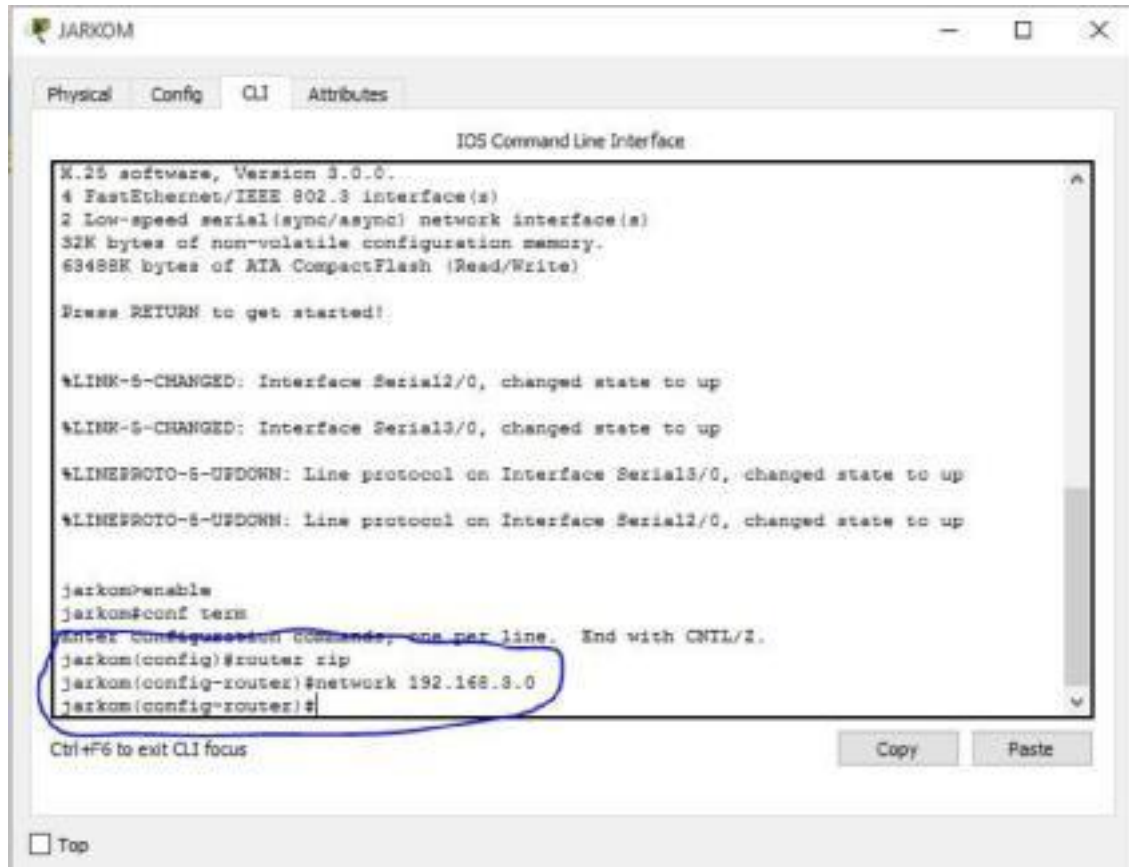 JARKOM
Physical Config CLI Attributes
IOS Command Line Interface
X.25 software, Version 3.0.0.
4 FastEthernet/IEEE 802.3 interface(s)
2 Low-speed serial(sync/async) network interface(s)
32K bytes of non-volatile configuration memory.
63488K bytes of ATA CompactFlash (Read/Write)
Press RETURN to get started!
%LINK-5-CHANGED: Interface Serial2/0, changed state to up
%LINK-5-CHANGED: Interface Serial3/0, changed state to up
%LINEPROTO-5-UPDOWN: Line protocol on Interface Serial3/0, changed state to up
%LINEPROTO-5-UPDOWN: Line protocol on Interface Serial2/0, changed state to up
jarkom>enable
jarkom#conf term
Enter configuration commands, one per line. End with CNTL/Z.
jarkom(config)#router rip
jarkom(config-router)#network 192.168.3.0
jarkom(config-router)#
Ctrl+F6 to exit CLI focus
Copy Paste
Top